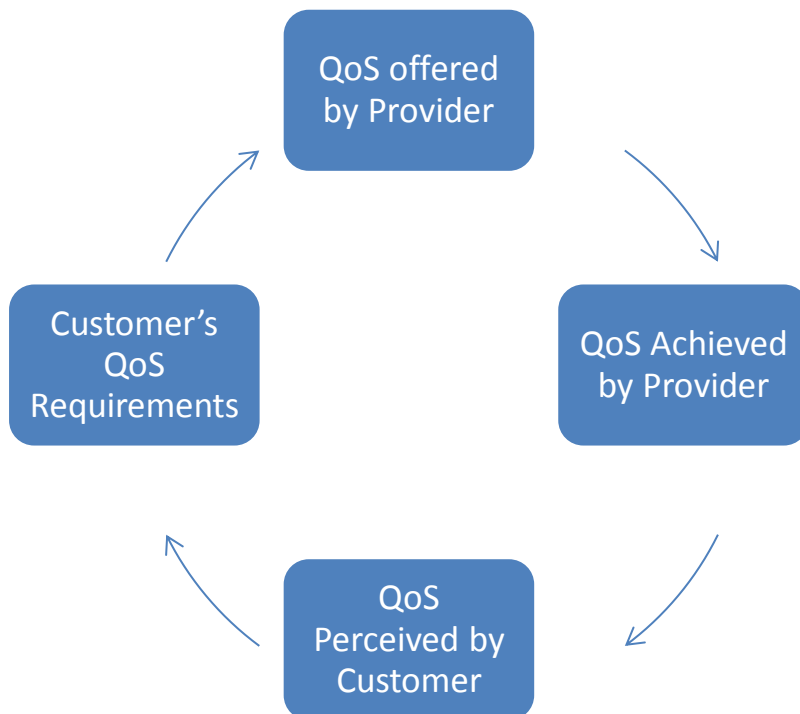 QoS offered
by Provider
Customer’s
QoS
Requirements
QoS Achieved
by Provider
QoS
Perceived by
Customer